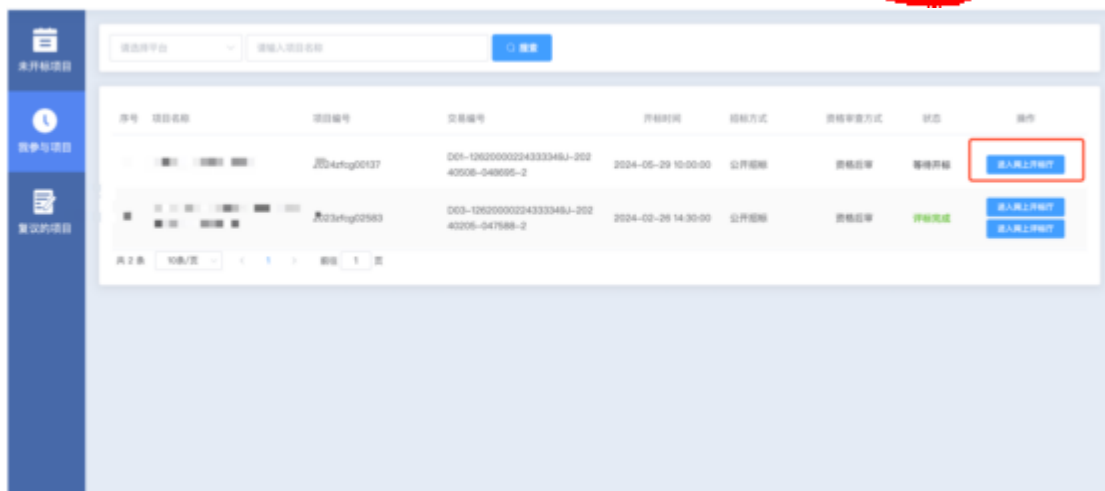 未开标项目
我参与项目
复议的项目
请选择平台 请输入项目名称 搜索
序号 项目名称 项目编号 交易编号 开标时间 招标方式 资格审查方式 状态 操作
2024zfcg00137 D01-12620000224333349J-202
40508-048695-2 2024-05-29 10:00:00 公开招标 资格后审 等待开标 进入网上开标厅
2023zfcg02583 D03-12620000224333349J-202
40205-047588-2 2024-02-26 14:30:00 公开招标 资格后审 评标完成 进入网上开标厅
进入网上评标厅
共 2 条 10条/页 1 前往 1 页